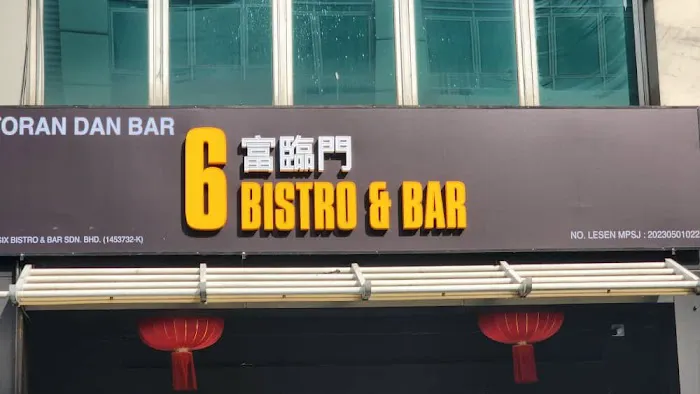 TORAN DAN BAR
6 富臨門
BISTRO & BAR
SIX BISTRO & BAR SDN. BHD. (1453732-K)
NO. LESEN MPSJ : 20230501022